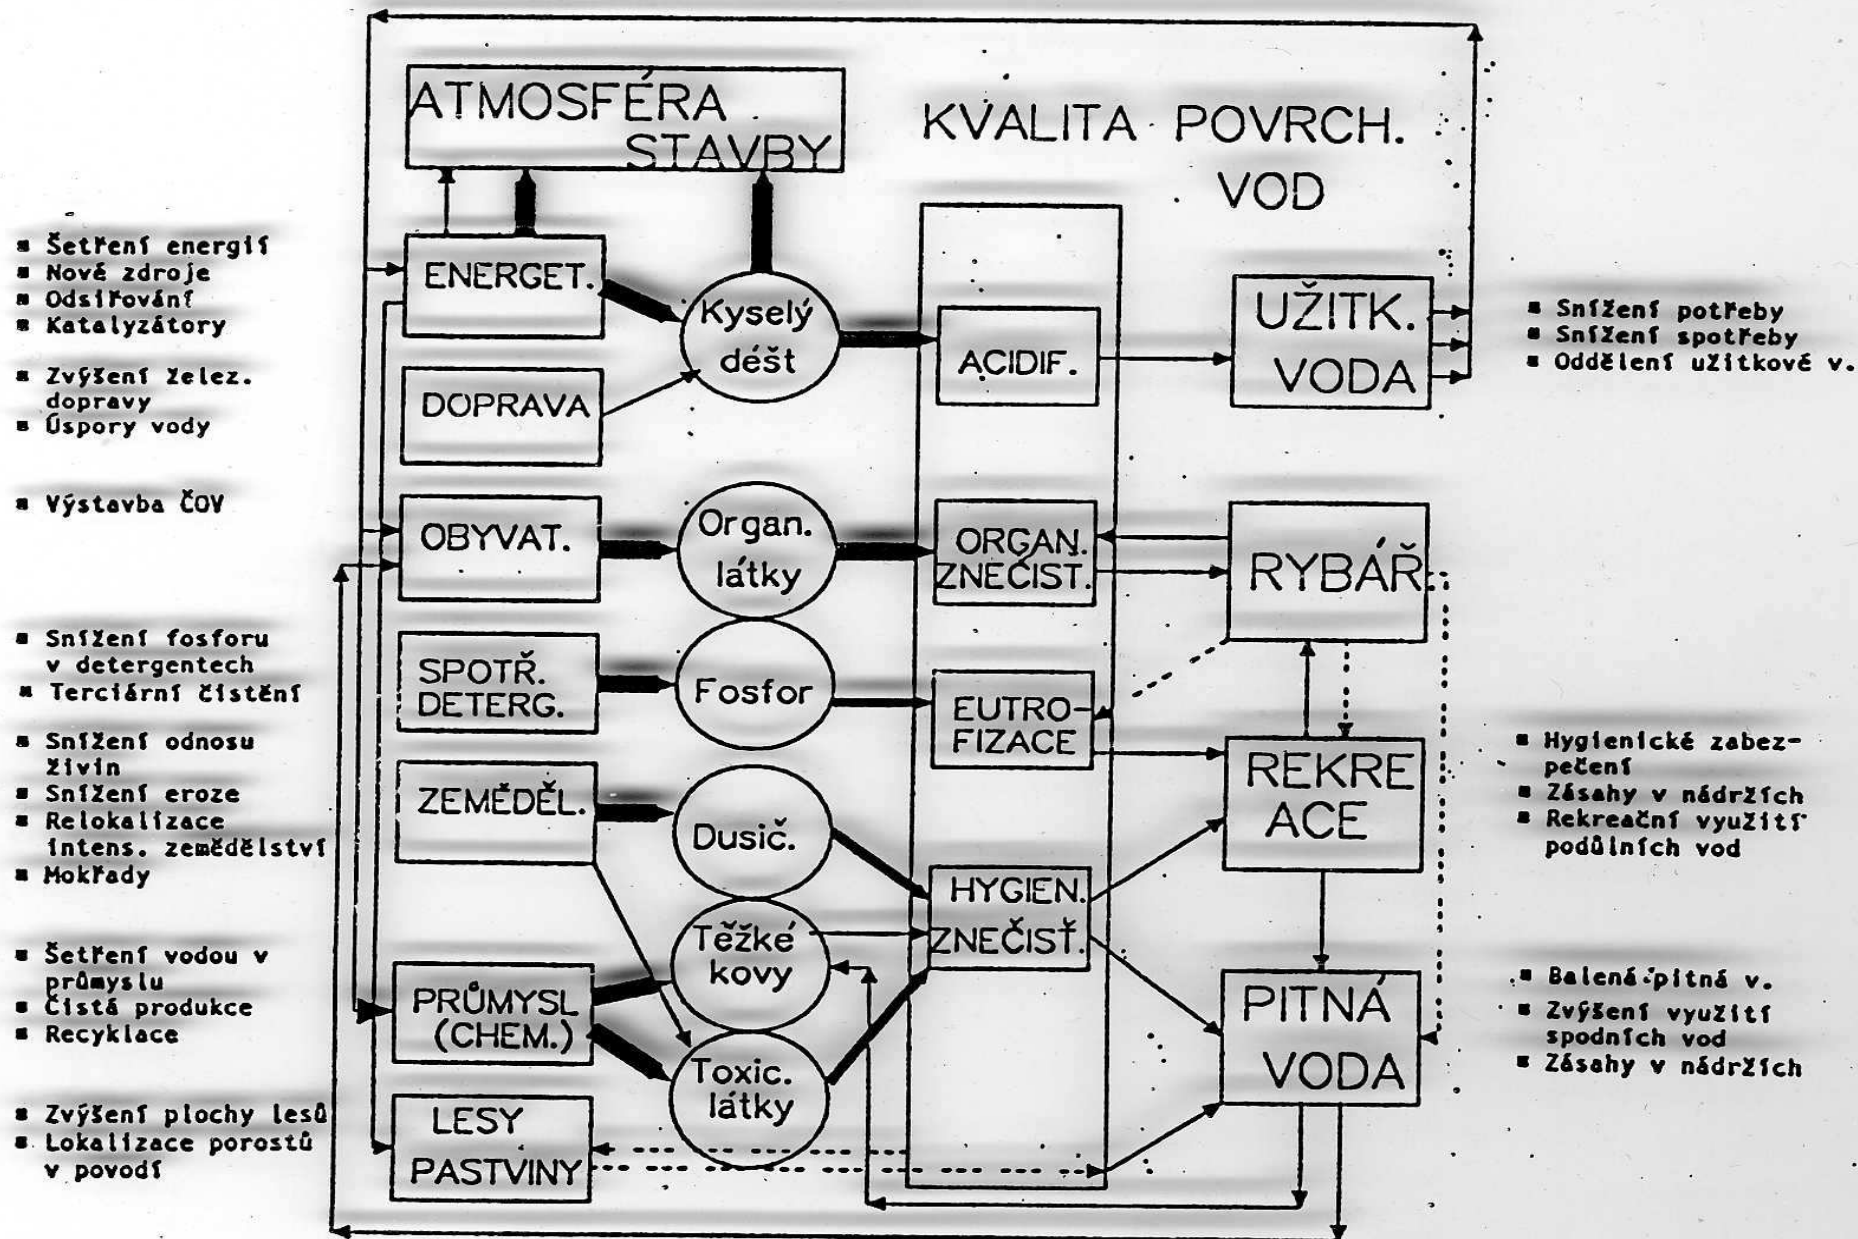 ATMOSFÉRA
STAVBY
KVALITA POVRCH.
VOD
■ Šetření energií
■ Nové zdroje
■ Odsiřování
■ Katalyzátory
■ Zvýšení želez.
dopravy
■ Úspory vody
■ Výstavba ČOV
■ Snížení fosforu
v detergentech
■ Terciární čistění
■ Snížení odnosu
živin
■ Snížení eroze
■ Relokalizace
intens. zemědělství
■ Mokřady
■ Šetření vodou v
průmyslu
■ Čistá produkce
■ Recyklace
■ Zvýšení plochy lesů
■ Lokalizace porostů
v povodí
ENERGET.
DOPRAVA
OBYVAT.
SPOTŘ.
DETERG.
ZEMĚDĚL.
PRŮMYSL
(CHEM.)
LESY
PASTVINY
Kyselý
déšt
Organ.
látky
Fosfor
Dusič.
Těžké
kovy
Toxic.
látky
ACIDIF.
ORGAN.
ZNEČIST.
EUTRO-
FIZACE
HYGIEN.
ZNEČIST.
UŽITK.
VODA
RYBÁŘ.
REKRE
ACE
PITNÁ
VODA
■ Snížení potřeby
■ Snížení spotřeby
■ Oddělení užitkové v.
■ Hygienické zabez-
pečení
■ Zásahy v nádržích
■ Rekreační využití
podůlních vod
■ Balená pitná v.
■ Zvýšení využití
spodních vod
■ Zásahy v nádržích